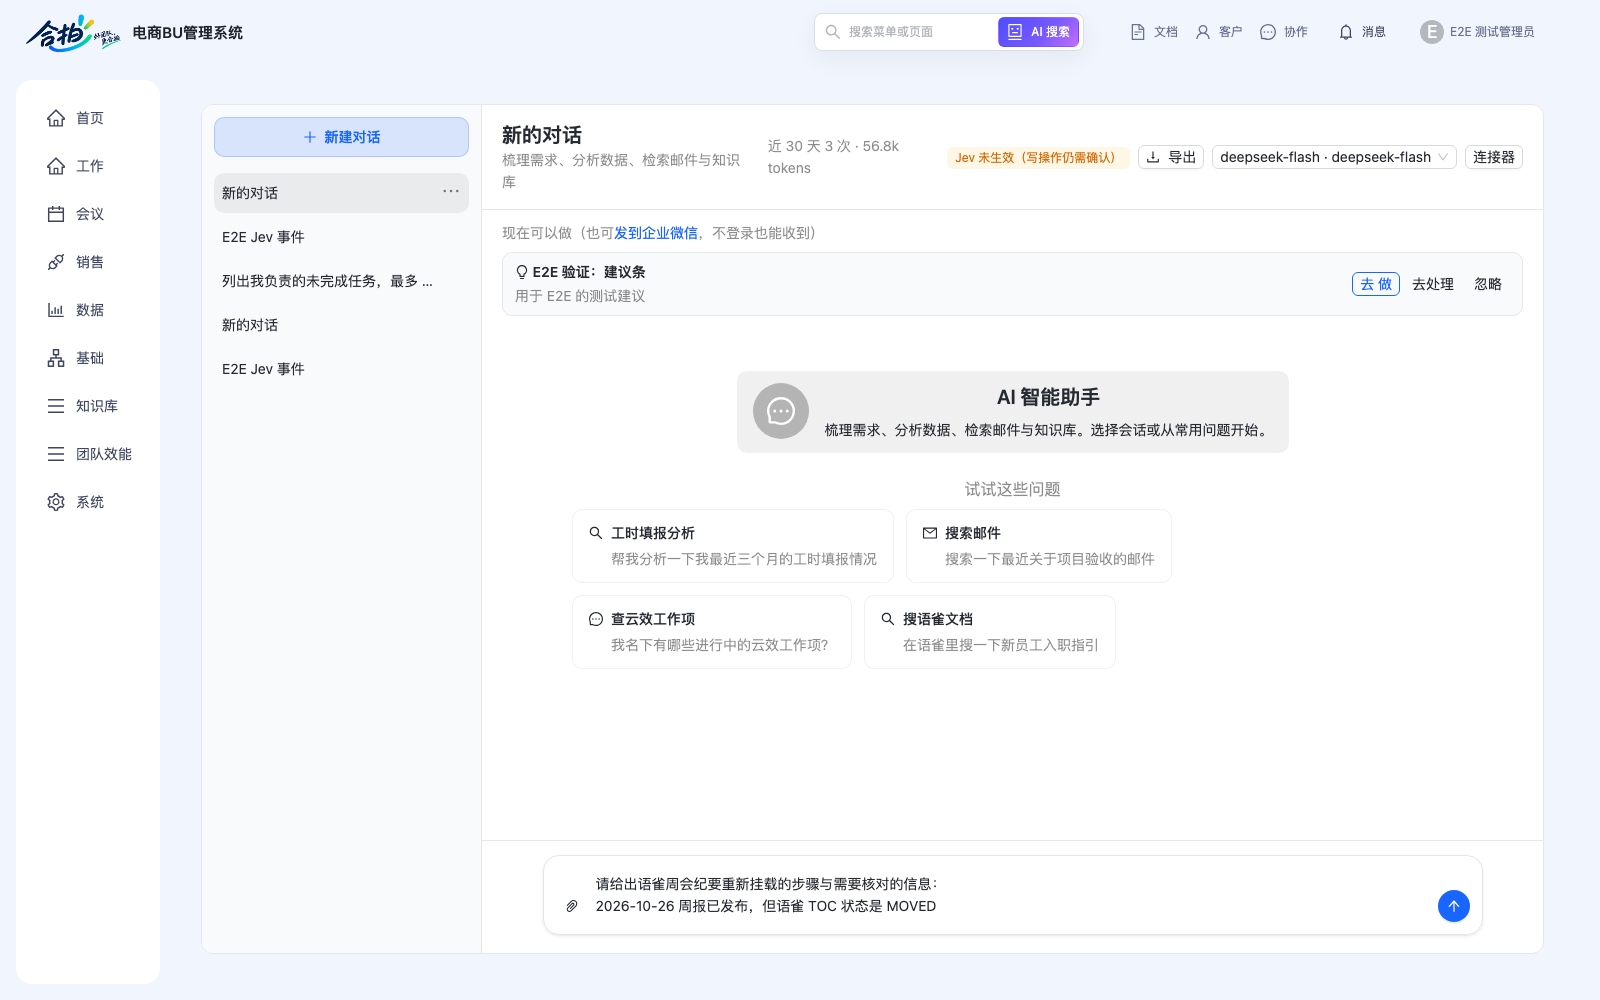 合拍
电商BU管理系统
搜索菜单或页面
AI 搜索
文档
客户
协作
消息
E
E2E 测试管理员
首页
工作
会议
销售
数据
基础
知识库
团队效能
系统
新建对话
新的对话
E2E Jev 事件
列出我负责的未完成任务，最多 ...
新的对话
E2E Jev 事件
新的对话
梳理需求、分析数据、检索邮件与知识
库
近 30 天 3 次 · 56.8k
tokens
Jev 未生效（写操作仍需确认）
导出
deepseek-flash · deepseek-flash
连接器
现在可以做（也可发到企业微信，不登录也能收到）
E2E 验证：建议条
用于 E2E 的测试建议
去 做
去处理
忽略
AI 智能助手
梳理需求、分析数据、检索邮件与知识库。选择会话或从常用问题开始。
试试这些问题
工时填报分析
帮我分析一下我最近三个月的工时填报情况
搜索邮件
搜索一下最近关于项目验收的邮件
查云效工作项
我名下有哪些进行中的云效工作项?
搜语雀文档
在语雀里搜一下新员工入职指引
请给出语雀周会纪要重新挂载的步骤与需要核对的信息：
2026-10-26 周报已发布，但语雀 TOC 状态是 MOVED